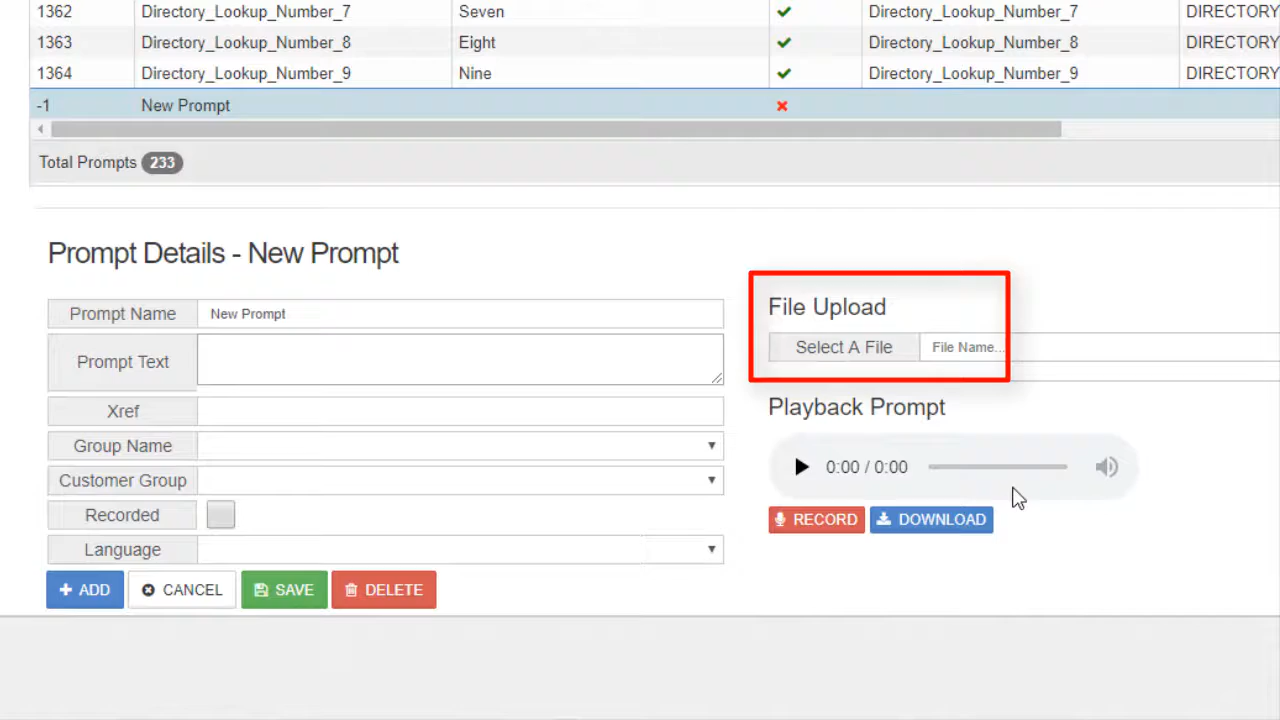 1362 Directory_Lookup_Number_7 Seven Directory_Lookup_Number_7 DIRECTORY
1363 Directory_Lookup_Number_8 Eight Directory_Lookup_Number_8 DIRECTORY
1364 Directory_Lookup_Number_9 Nine Directory_Lookup_Number_9 DIRECTORY
-1 New Prompt
Total Prompts 233
Prompt Details - New Prompt
Prompt Name New Prompt
Prompt Text
Xref
Group Name
Customer Group
Recorded
Language
ADD CANCEL SAVE DELETE
File Upload
Select A File File Name...
Playback Prompt
0:00 / 0:00
RECORD DOWNLOAD